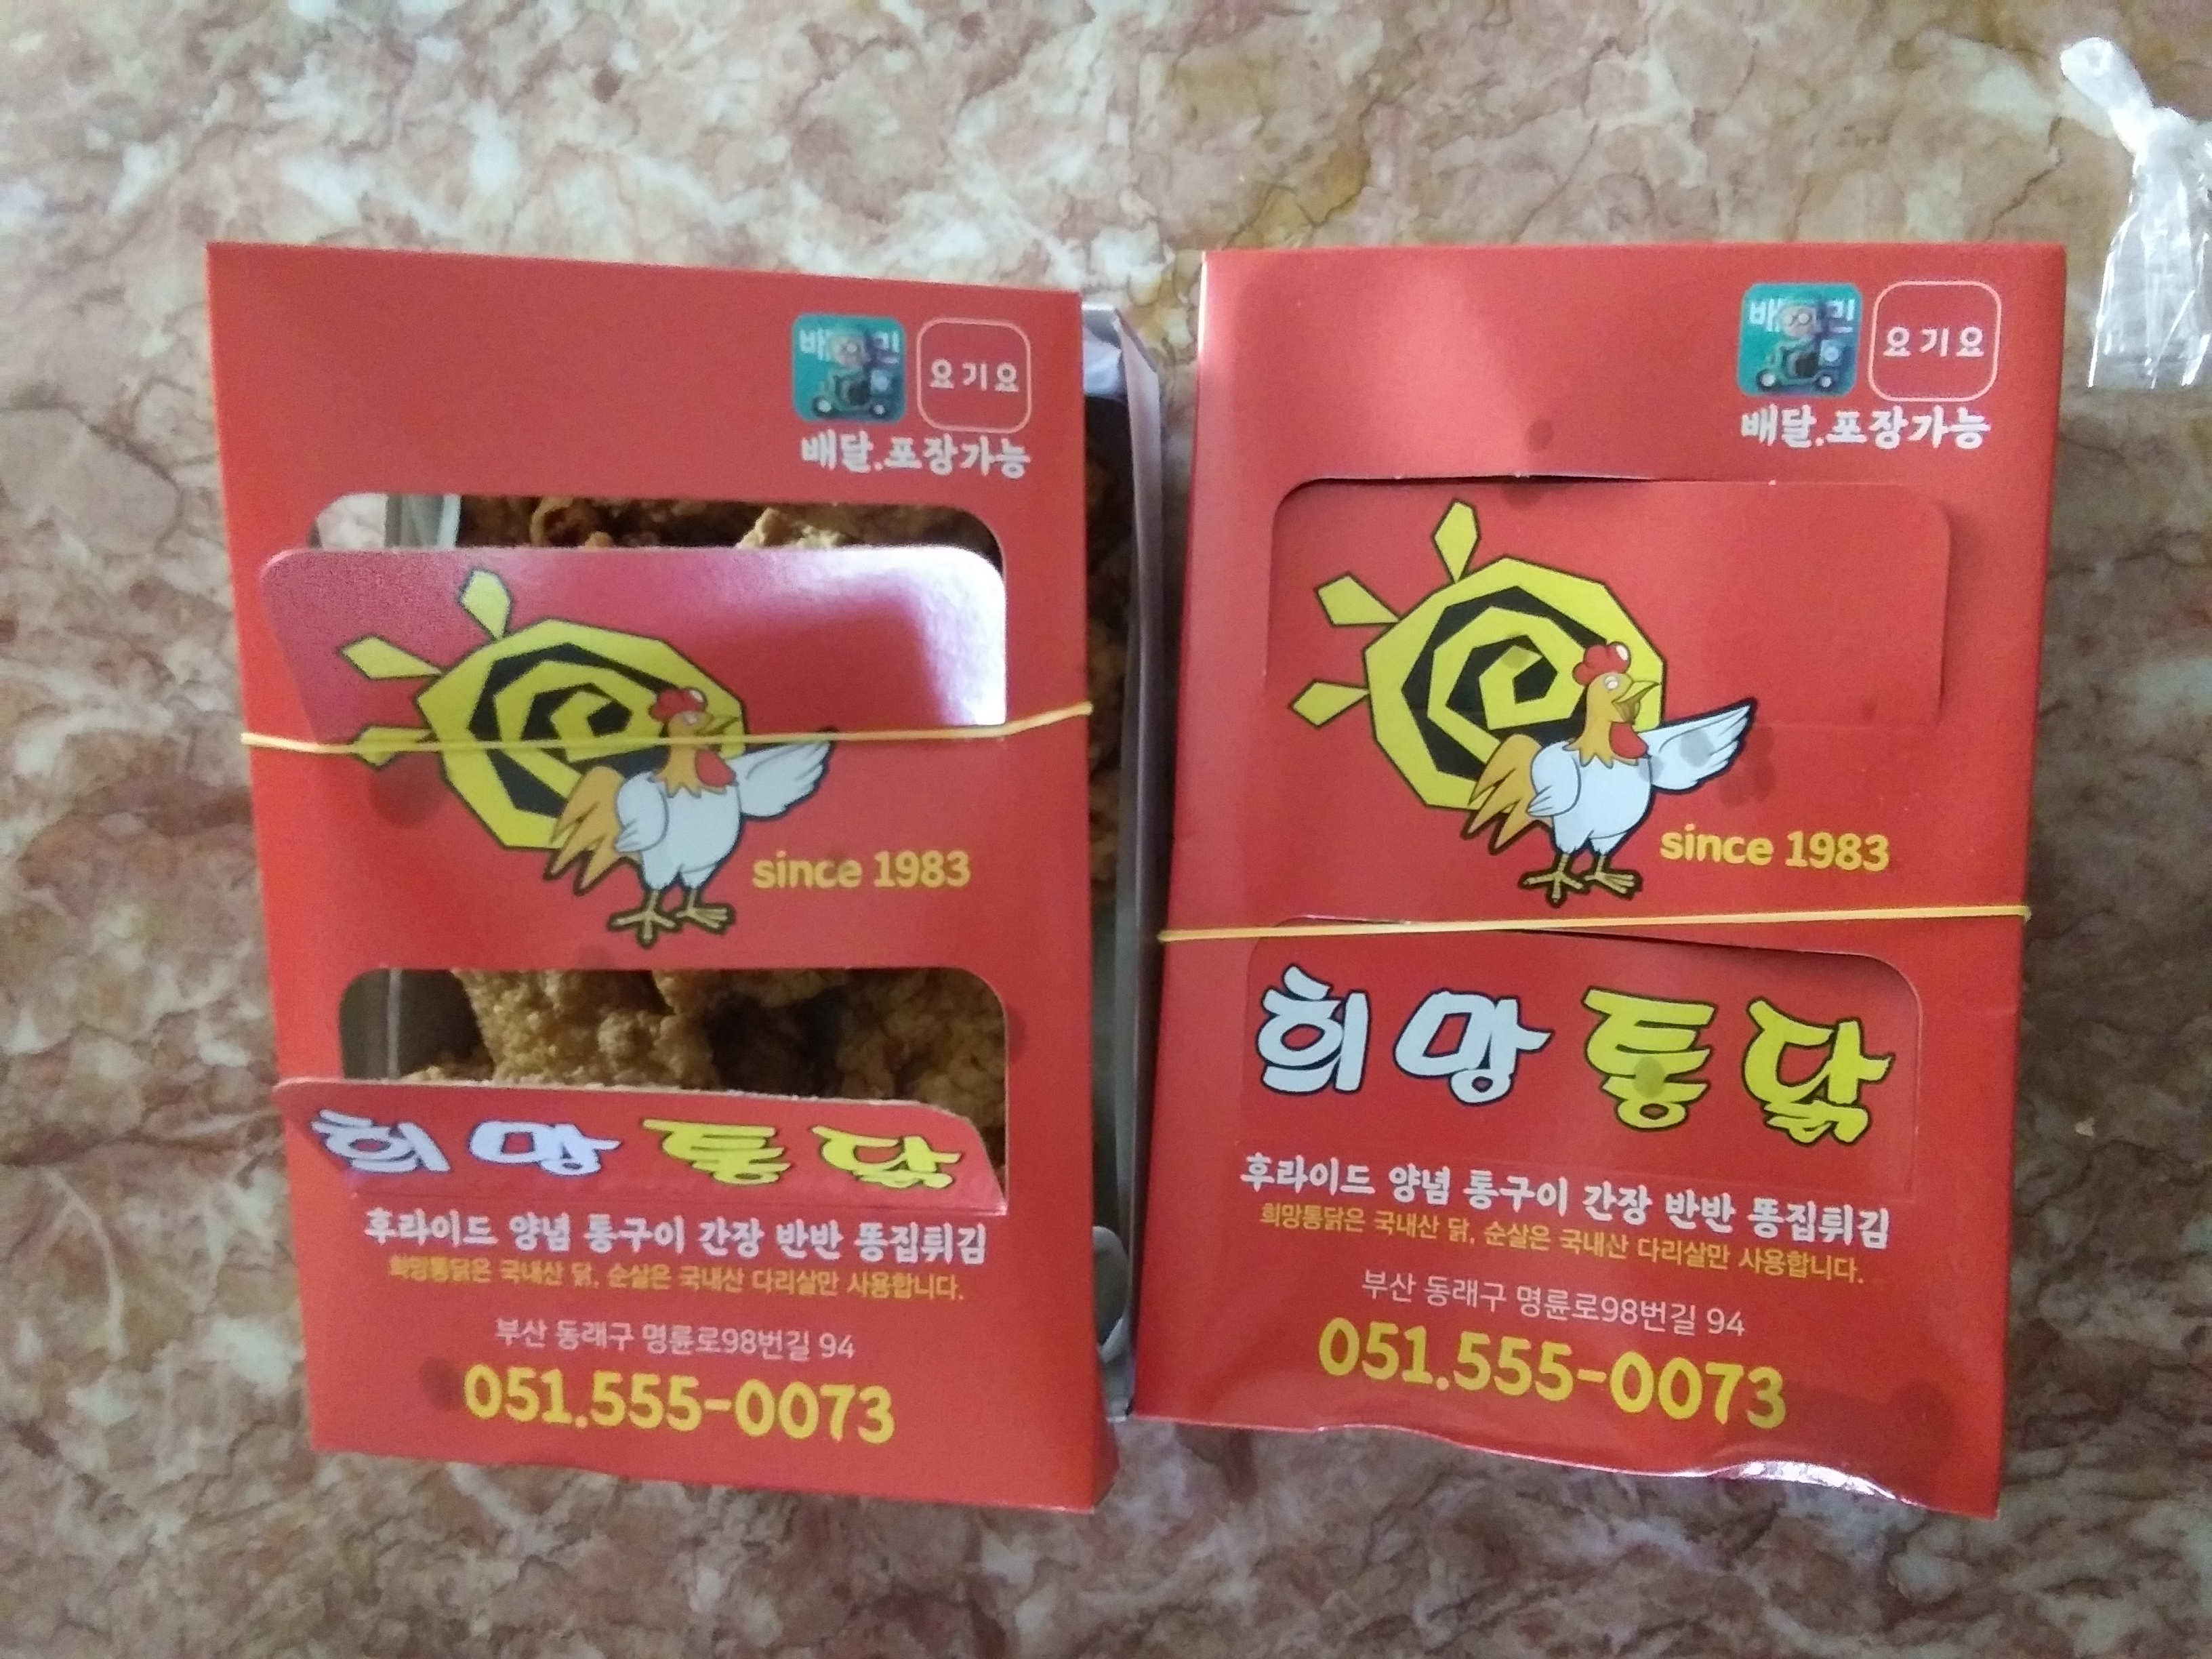 요기요
배달.포장가능
since 1983
희망통닭
후라이드 양념 통구이 간장 반반 똥집튀김
희망통닭은 국내산 닭, 순살은 국내산 다리살만 사용합니다.
부산 동래구 명륜로98번길 94
051.555-0073
요기요
배달.포장가능
since 1983
희망통닭
후라이드 양념 통구이 간장 반반 똥집튀김
희망통닭은 국내산 닭, 순살은 국내산 다리살만 사용합니다.
부산 동래구 명륜로98번길 94
051.555-0073